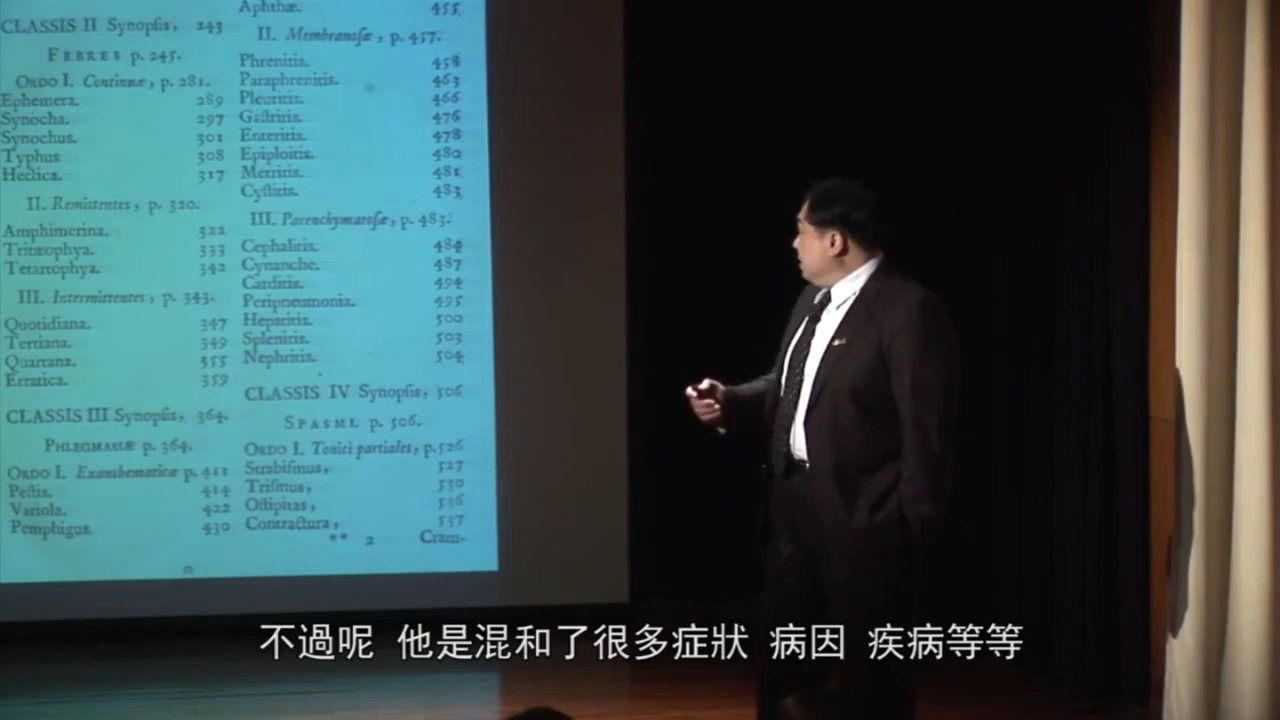 CLASSIS II Synopſis, 243
FEBRES p. 245.
ORDO I. Continuæ, p. 281.
Ephemera. 289
Synocha. 297
Synochus. 301
Typhus 308
Hectica. 317
II. Remittentes, p. 320.
Amphimerina. 322
Tritæophya. 333
Tetartophya. 342
III. Intermittentes, p. 343.
Quotidiana. 347
Tertiana. 349
Quartana. 355
Erratica. 359
CLASSIS III Synopſis, 364.
PHLEGMASIÆ p. 364.
ORDO I. Exanthematicæ p. 411
Peſtis. 414
Variola. 422
Pemphigus. 430
Aphthæ. 455
II. Membranoſæ, p. 457.
Phrenitis. 458
Paraphrenitis. 463
Pleuritis. 466
Gaſtritis. 476
Enteritis. 478
Epiploitis. 480
Metritis. 481
Cyſtitis. 483
III. Parenchymatoſæ, p. 483.
Cephalitis. 484
Cynanche. 487
Carditis. 494
Peripneumonia. 495
Hepatitis. 500
Splenitis. 503
Nephritis. 504
CLASSIS IV Synopſis, 506
SPASMI. p. 506.
ORDO I. Tonici partiales, p. 526
Strabiſmus, 527
Triſmus, 530
Obſtipitas, 536
Contractura, 537
** 2 Cram-
不過呢 他是混和了很多症狀 病因 疾病等等